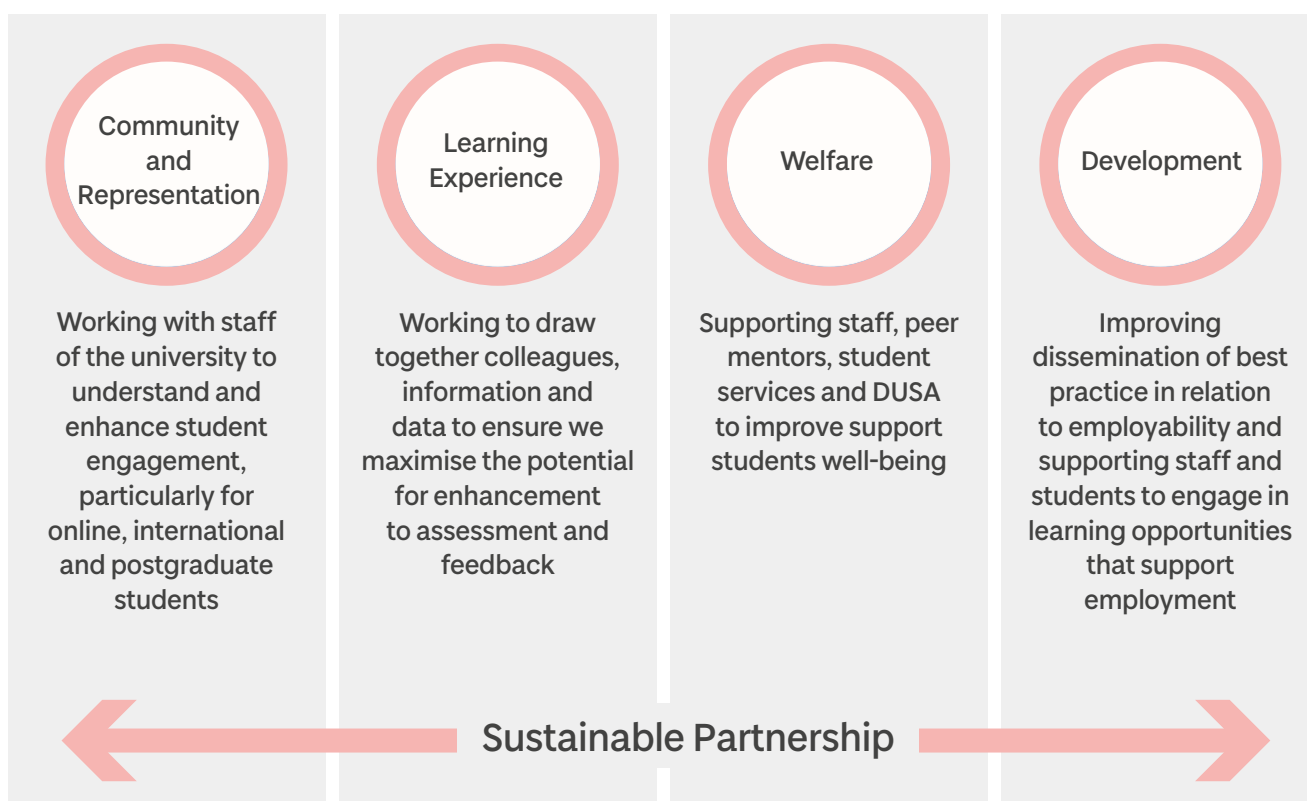 Community
and
Representation
Working with staff
of the university to
understand and
enhance student
engagement,
particularly for
online, international
and postgraduate
students
Learning
Experience
Working to draw
together colleagues,
information and
data to ensure we
maximise the potential
for enhancement
to assessment and
feedback
Welfare
Supporting staff, peer
mentors, student
services and DUSA
to improve support
students well-being
Development
Improving
dissemination of best
practice in relation
to employability and
supporting staff and
students to engage in
learning opportunities
that support
employment
Sustainable Partnership